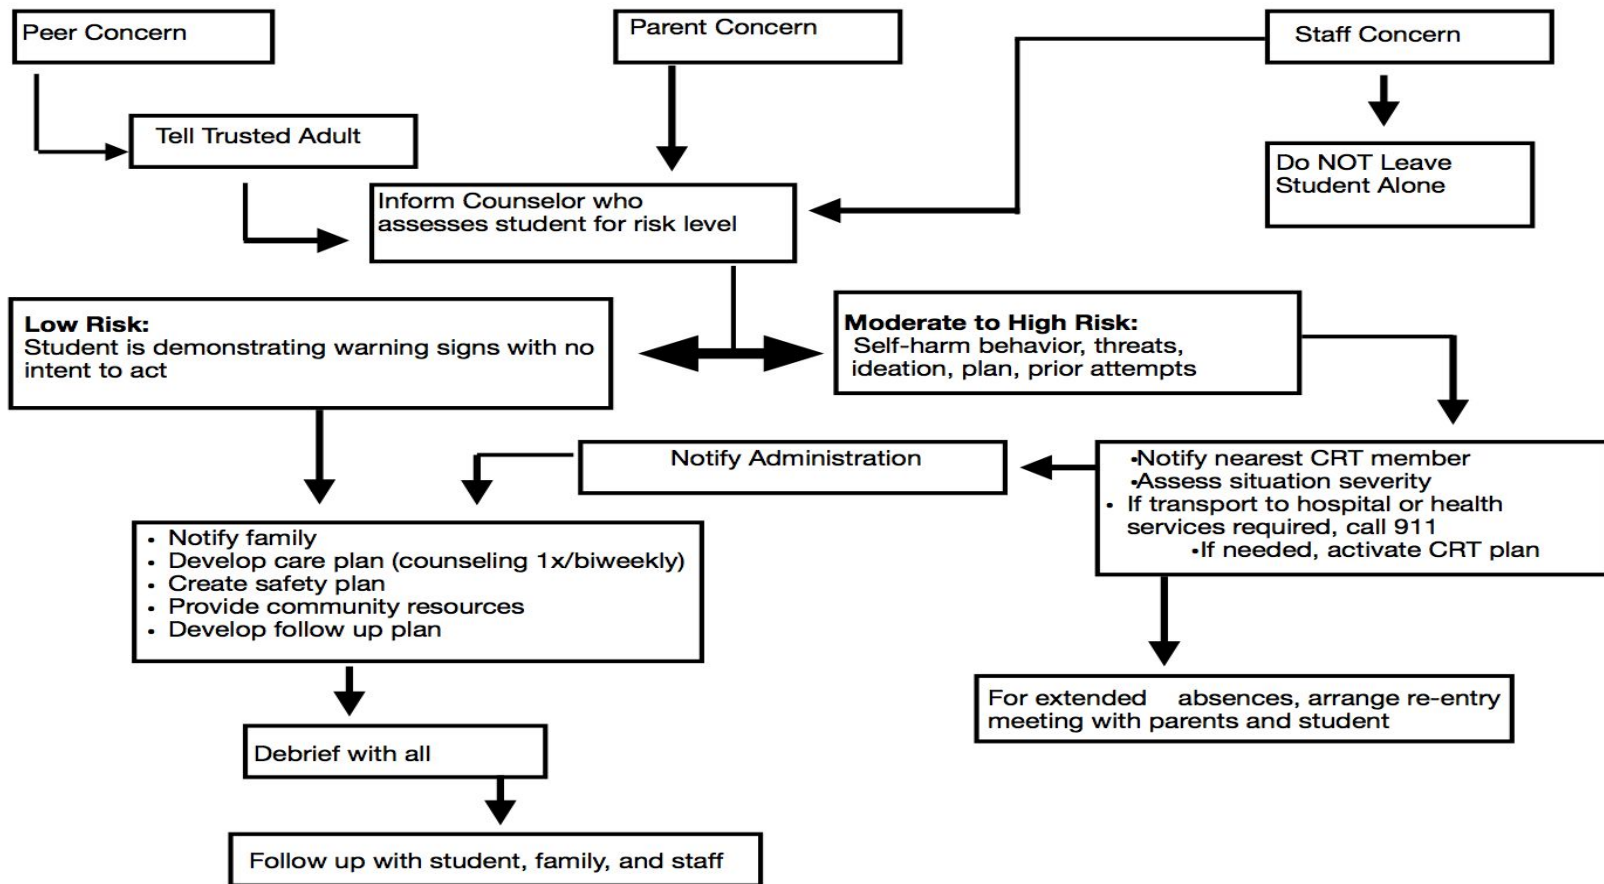 Peer Concern
Parent Concern
Staff Concern
Tell Trusted Adult
Do NOT Leave
Student Alone
Inform Counselor who
assesses student for risk level
Low Risk:
Student is demonstrating warning signs with no
intent to act
Moderate to High Risk:
Self-harm behavior, threats,
ideation, plan, prior attempts
Notify Administration
•Notify nearest CRT member
•Assess situation severity
• If transport to hospital or health
services required, call 911
•If needed, activate CRT plan
• Notify family
• Develop care plan (counseling 1x/biweekly)
• Create safety plan
• Provide community resources
• Develop follow up plan
For extended absences, arrange re-entry
meeting with parents and student
Debrief with all
Follow up with student, family, and staff